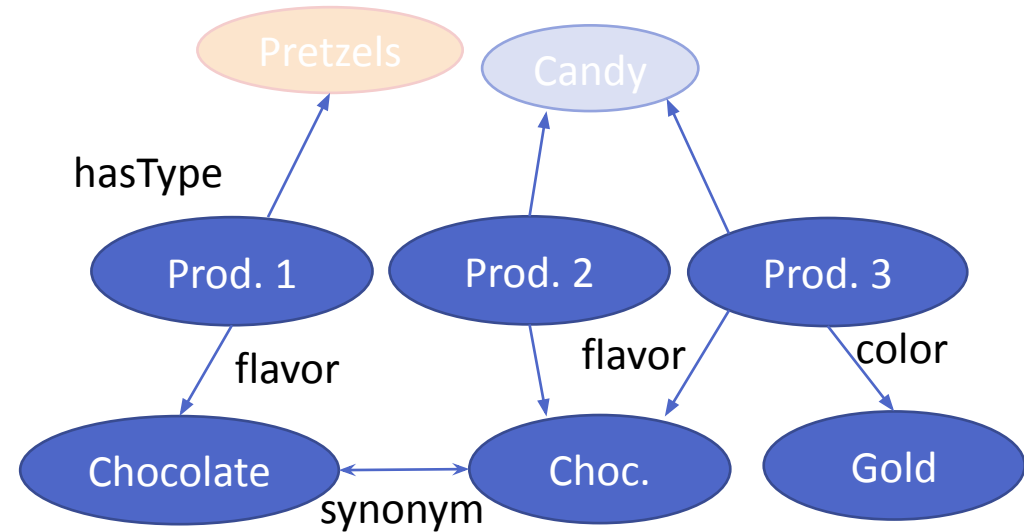 Pretzels
Candy
hasType
Prod. 1
Prod. 2
Prod. 3
flavor
flavor
color
Chocolate
Choc.
Gold
synonym